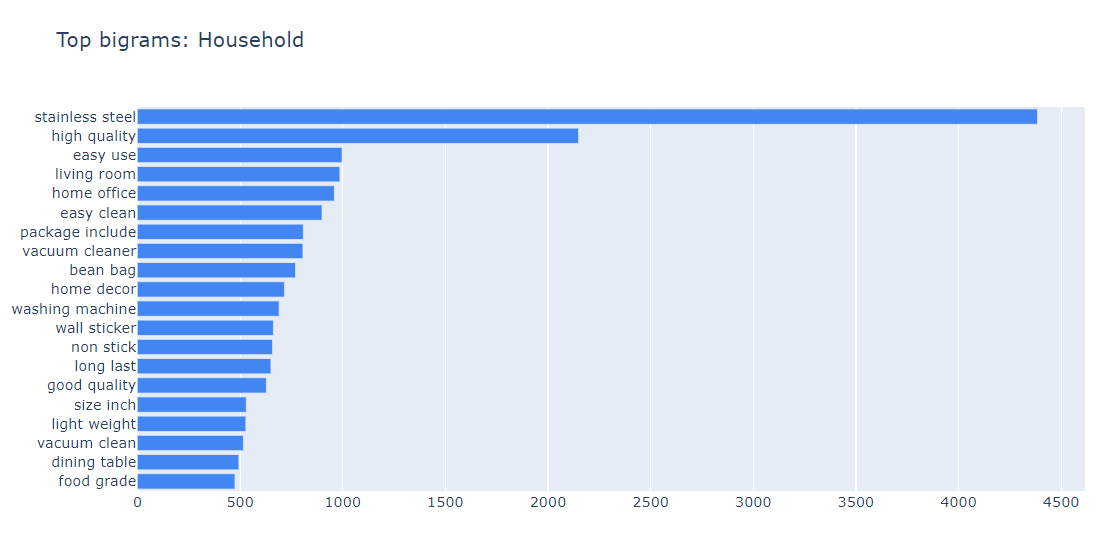 Top bigrams: Household
stainless steel
high quality
easy use
living room
home office
easy clean
package include
vacuum cleaner
bean bag
home decor
washing machine
wall sticker
non stick
long last
good quality
size inch
light weight
vacuum clean
dining table
food grade
0 500 1000 1500 2000 2500 3000 3500 4000 4500